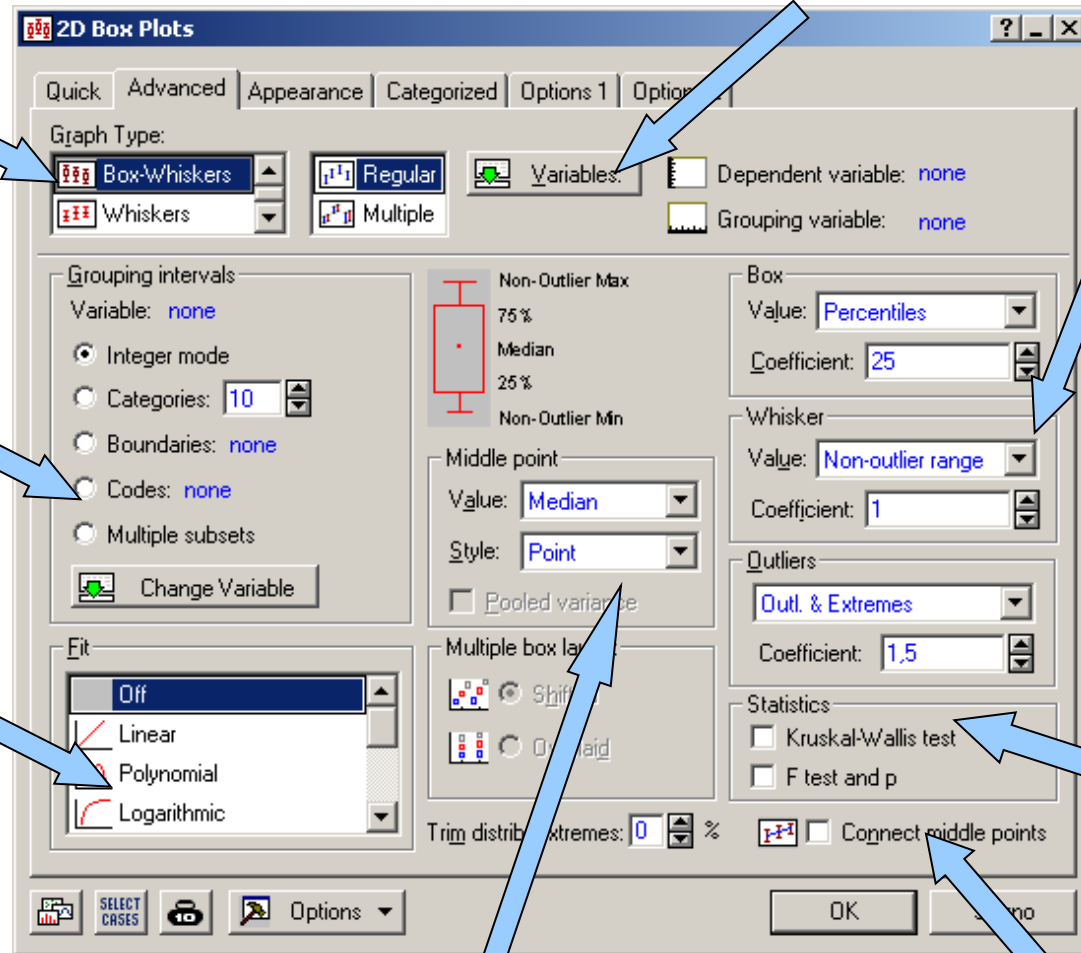 2D Box Plots
Quick Advanced Appearance Categorized Options 1
Graph Type:
Box-Whiskers
Whiskers
Regular
Multiple
Variables:
Dependent variable: none
Grouping variable: none
Grouping intervals
Variable: none
Integer mode
Categories: 10
Boundaries: none
Codes: none
Multiple subsets
Change Variable
Fit
Off
Linear
Polynomial
Logarithmic
Non-Outlier Max
75%
Median
25%
Non-Outlier Min
Middle point
Value: Median
Style: Point
Pooled variance
Multiple box
Trim distrib. extremes: 0 %
Box
Value: Percentiles
Coefficient: 25
Whisker
Value: Non-outlier range
Coefficient: 1
Outliers
Outl. & Extremes
Coefficient: 1,5
Statistics
Kruskal-Wallis test
F test and p
Connect middle points
SELECT
CASES
Options
OK